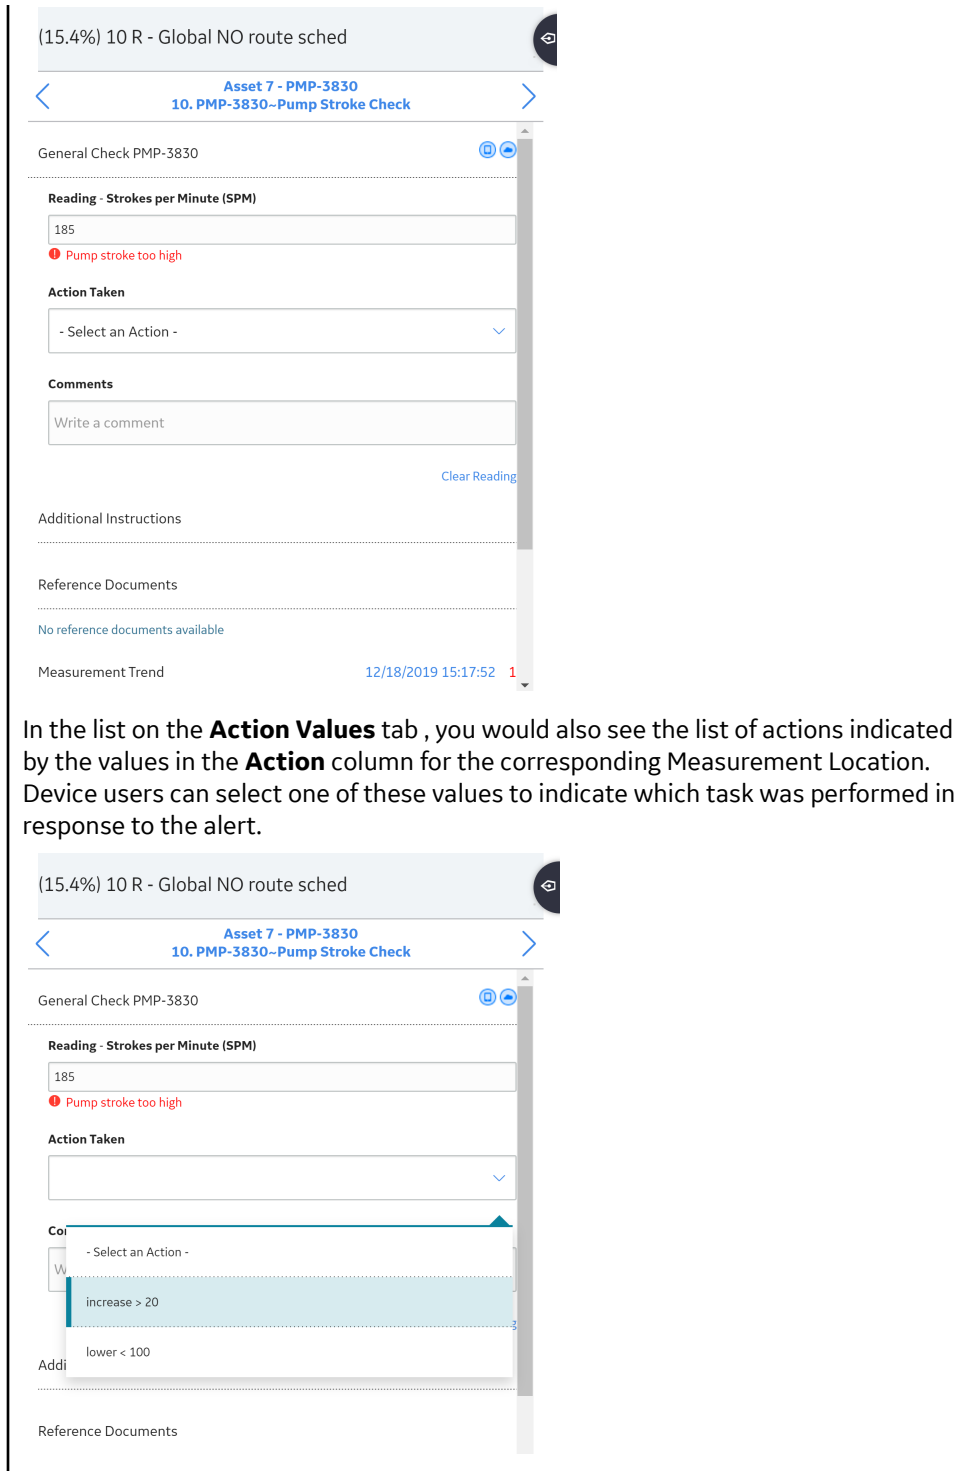 (15.4%) 10 R - Global NO route sched
Asset 7 - PMP-3830
10. PMP-3830~Pump Stroke Check
General Check PMP-3830
Reading - Strokes per Minute (SPM)
185
Pump stroke too high
Action Taken
- Select an Action -
Comments
Write a comment
Clear Reading
Additional Instructions
Reference Documents
No reference documents available
Measurement Trend 12/18/2019 15:17:52 1
In the list on the Action Values tab , you would also see the list of actions indicated
by the values in the Action column for the corresponding Measurement Location.
Device users can select one of these values to indicate which task was performed in
response to the alert.
(15.4%) 10 R - Global NO route sched
Asset 7 - PMP-3830
10. PMP-3830~Pump Stroke Check
General Check PMP-3830
Reading - Strokes per Minute (SPM)
185
Pump stroke too high
Action Taken
Co
- Select an Action -
W
increase > 20
lower < 100
Addi
Reference Documents